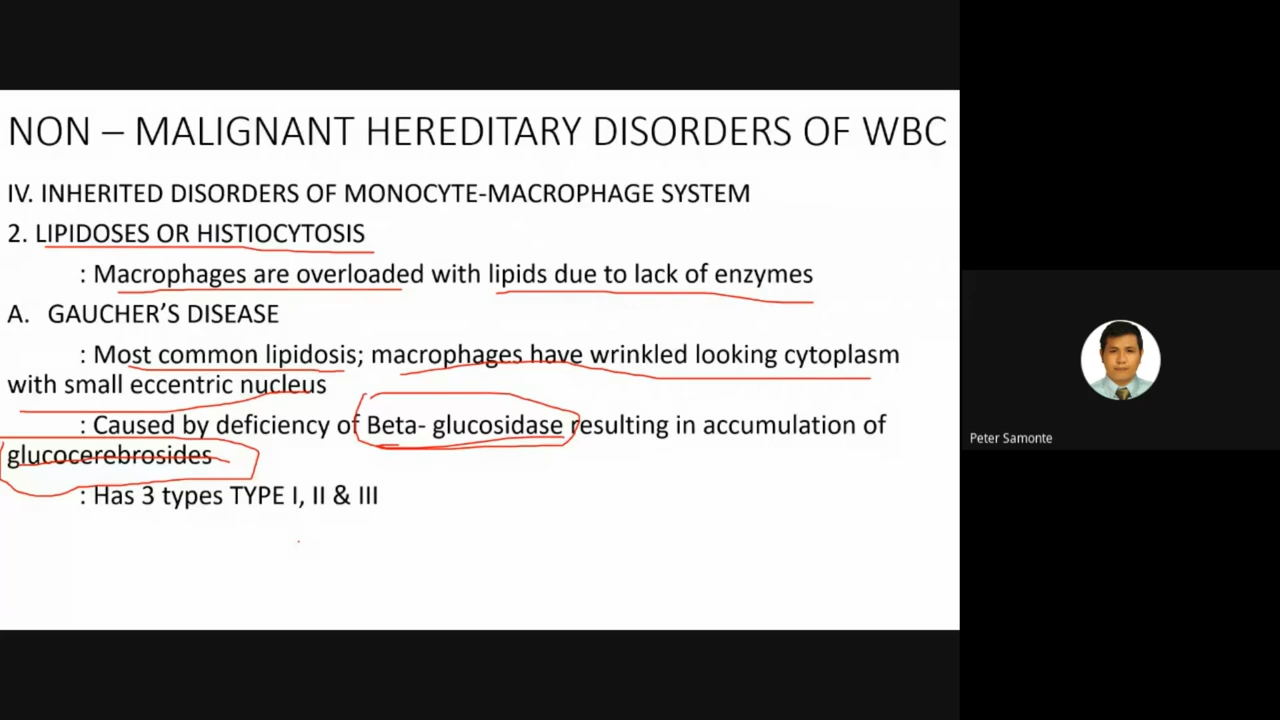 NON – MALIGNANT HEREDITARY DISORDERS OF WBC
IV. INHERITED DISORDERS OF MONOCYTE-MACROPHAGE SYSTEM
2. LIPIDOSES OR HISTIOCYTOSIS
: Macrophages are overloaded with lipids due to lack of enzymes
A. GAUCHER'S DISEASE
: Most common lipidosis; macrophages have wrinkled looking cytoplasm
with small eccentric nucleus
: Caused by deficiency of Beta- glucosidase resulting in accumulation of
glucocerebrosides
: Has 3 types TYPE I, II & III
Peter Samonte